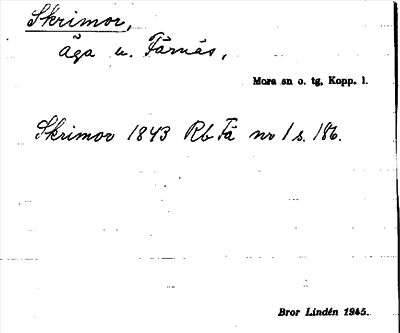 Skrimor,
äga u. Färnäs,
Mora sn o. tg, Kopp. l.
Skrimor 1843 Rb Fä nr 1 s. 186.
Bror Lindén 1945.